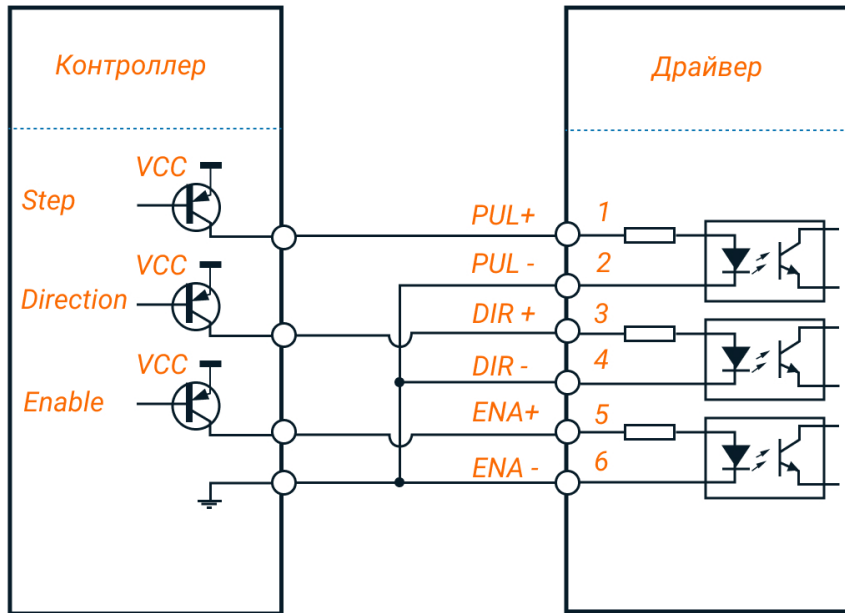 Контроллер
Драйвер
VCC
Step
PUL+
1
PUL -
2
VCC
Direction
DIR +
3
DIR -
4
VCC
Enable
ENA+
5
ENA -
6